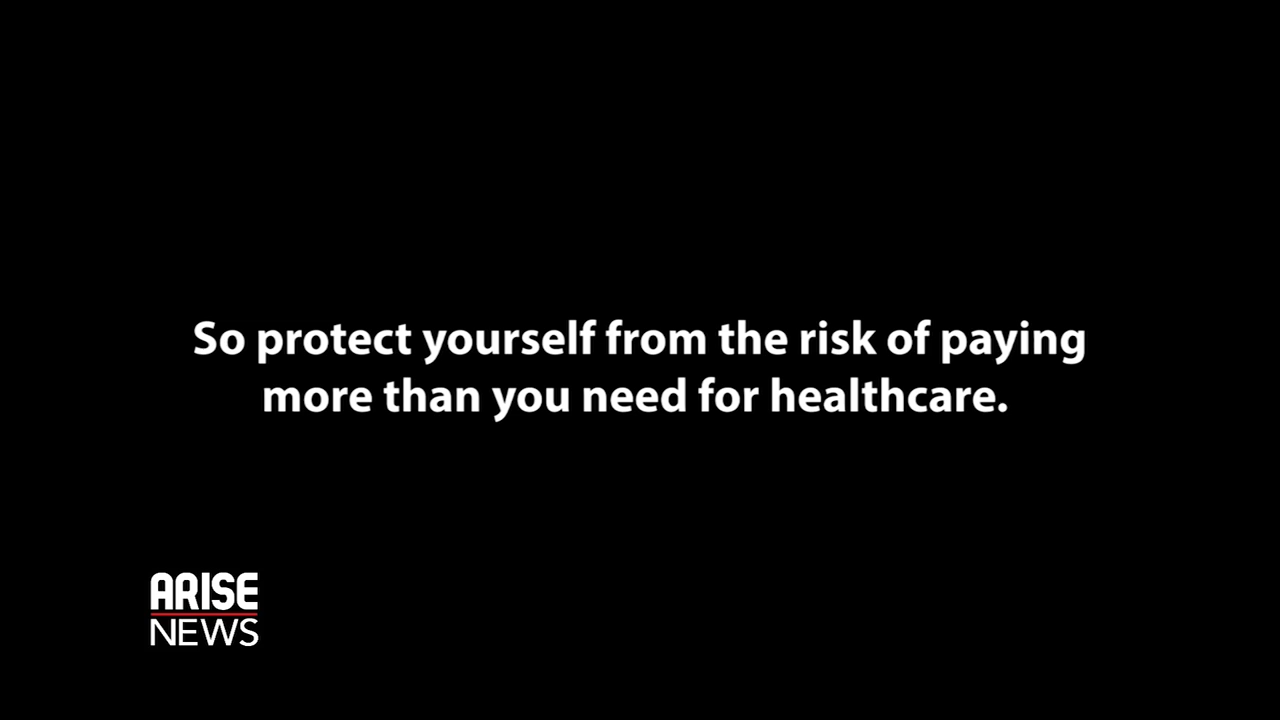 So protect yourself from the risk of paying
more than you need for healthcare.
ARISE
NEWS